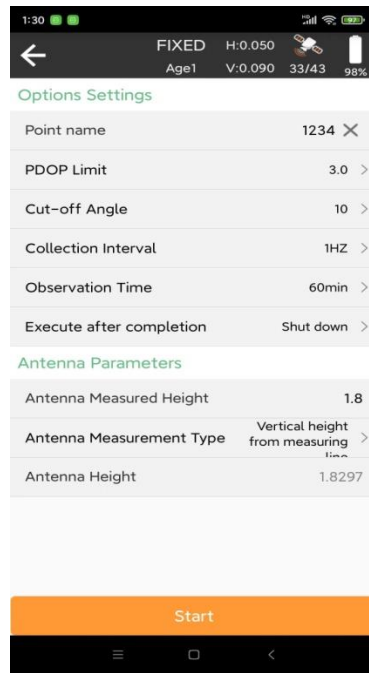 1:30
FIXED H:0.050
Age1 V:0.090 33/43 98%
Options Settings
Point name 1234
PDOP Limit 3.0
Cut-off Angle 10
Collection Interval 1HZ
Observation Time 60min
Execute after completion Shut down
Antenna Parameters
Antenna Measured Height 1.8
Vertical height
Antenna Measurement Type from measuring
line
Antenna Height 1.8297
Start